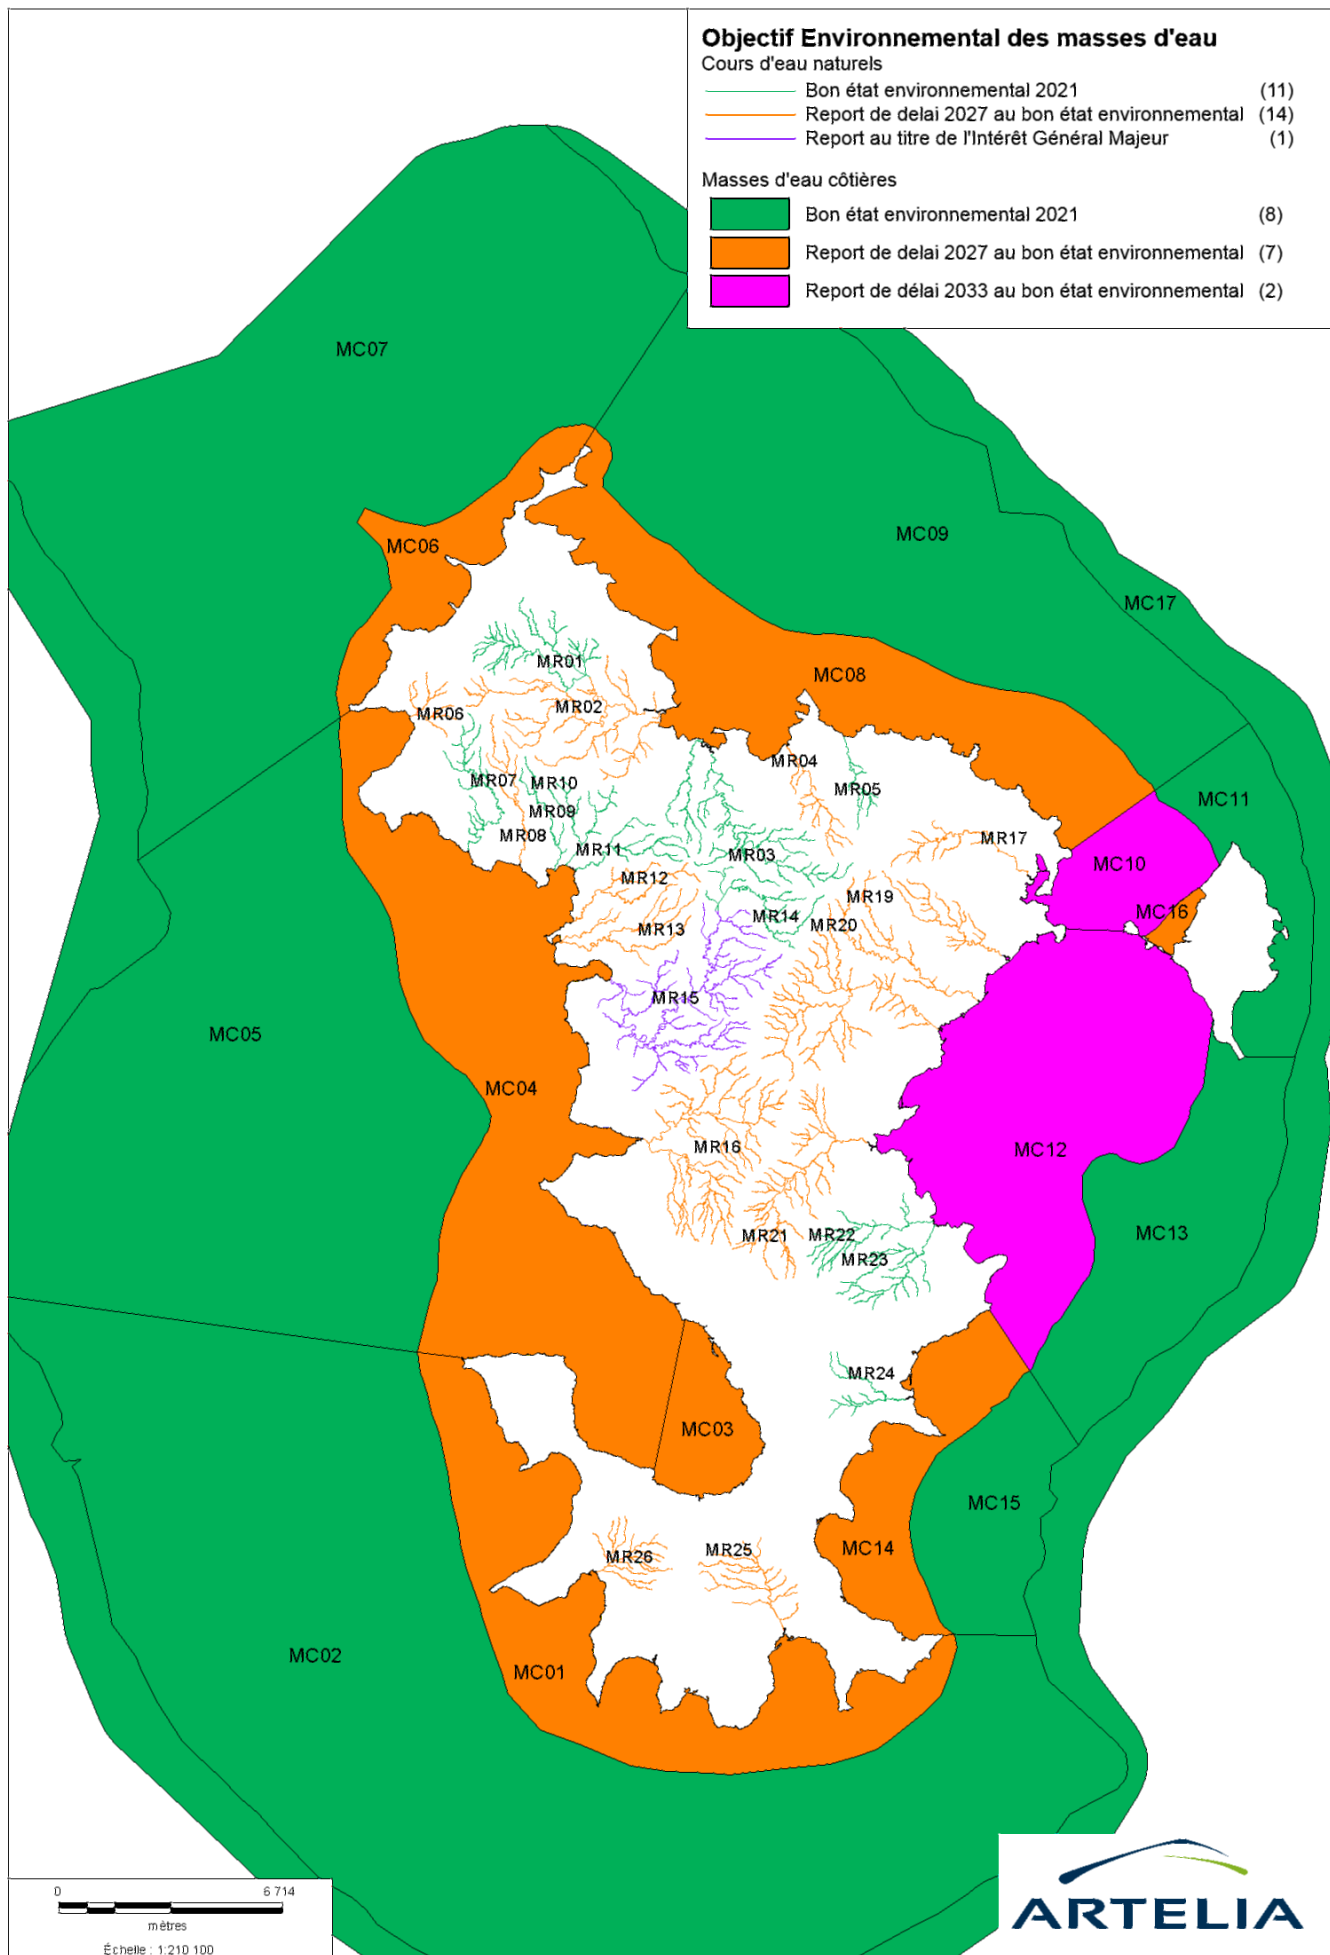 Objectif Environnemental des masses d'eau
Cours d'eau naturels
Bon état environnemental 2021 (11)
Report de delai 2027 au bon état environnemental (14)
Report au titre de l'Intérêt Général Majeur (1)
Masses d'eau côtières
Bon état environnemental 2021 (8)
Report de delai 2027 au bon état environnemental (7)
Report de délai 2033 au bon état environnemental (2)
MC07
MC09
MC06
MC17
MR01
MC08
MR02
MR06
MR04
MR07
MR10
MR05
MC11
MR09
MR08
MR17
MR11
MR03
MC10
MR12
MR19
MR14
MC16
MR20
MR13
MR15
MC05
MC04
MR16
MC12
MR21
MR22
MC13
MR23
MR24
MC03
MC15
MR25
MC14
MR26
MC02
MC01
0 6 714
mètres
Échelle : 1:210 100
ARTELIA